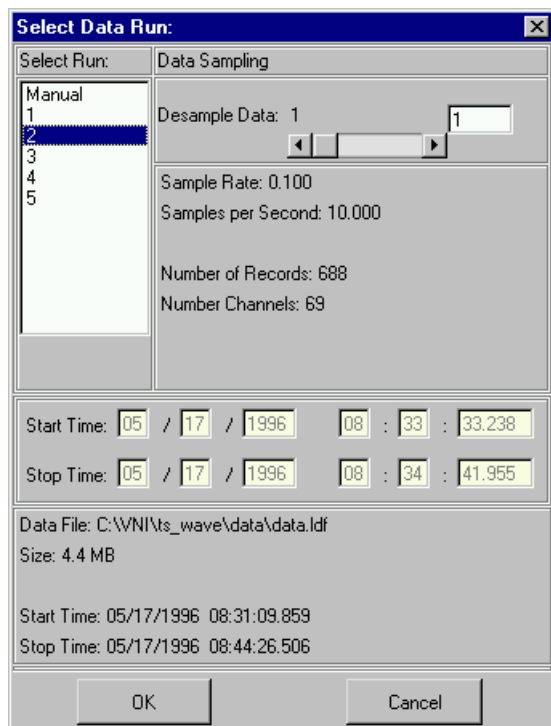 Select Data Run:
Select Run:
Data Sampling
Manual
1
2
3
4
5
Desample Data: 1
1
Sample Rate: 0.100
Samples per Second: 10.000
Number of Records: 688
Number Channels: 69
Start Time: 05 / 17 / 1996 08 : 33 : 33.238
Stop Time: 05 / 17 / 1996 08 : 34 : 41.955
Data File: C:\VNI\ts_wave\data\data.ldf
Size: 4.4 MB
Start Time: 05/17/1996 08:31:09.859
Stop Time: 05/17/1996 08:44:26.506
OK
Cancel